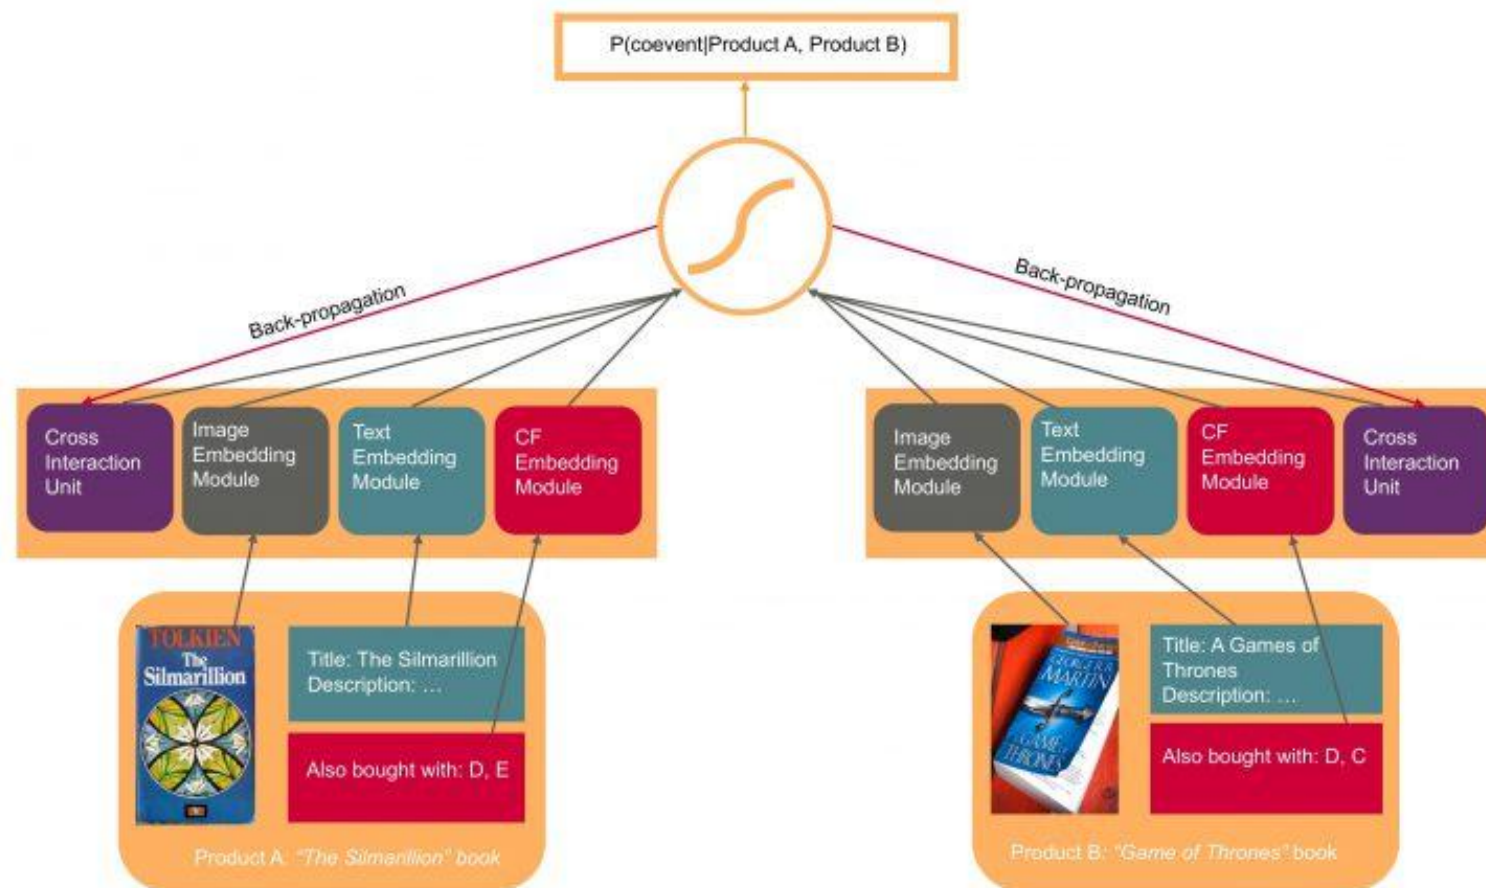 P(coevent|Product A, Product B)
Back-propagation
Back-propagation
Cross
Interaction
Unit
Image
Embedding
Module
Text
Embedding
Module
CF
Embedding
Module
Image
Embedding
Module
Text
Embedding
Module
CF
Embedding
Module
Cross
Interaction
Unit
TOLKIEN
The
Silmarillion
Title: The Silmarillion
Description: ...
Also bought with: D, E
Product A: "The Silmarillion" book
GEORGE R.R.
MARTIN
A GAME OF
THRONES
Title: A Games of
Thrones
Description: ...
Also bought with: D, C
Product B: "Game of Thrones" book